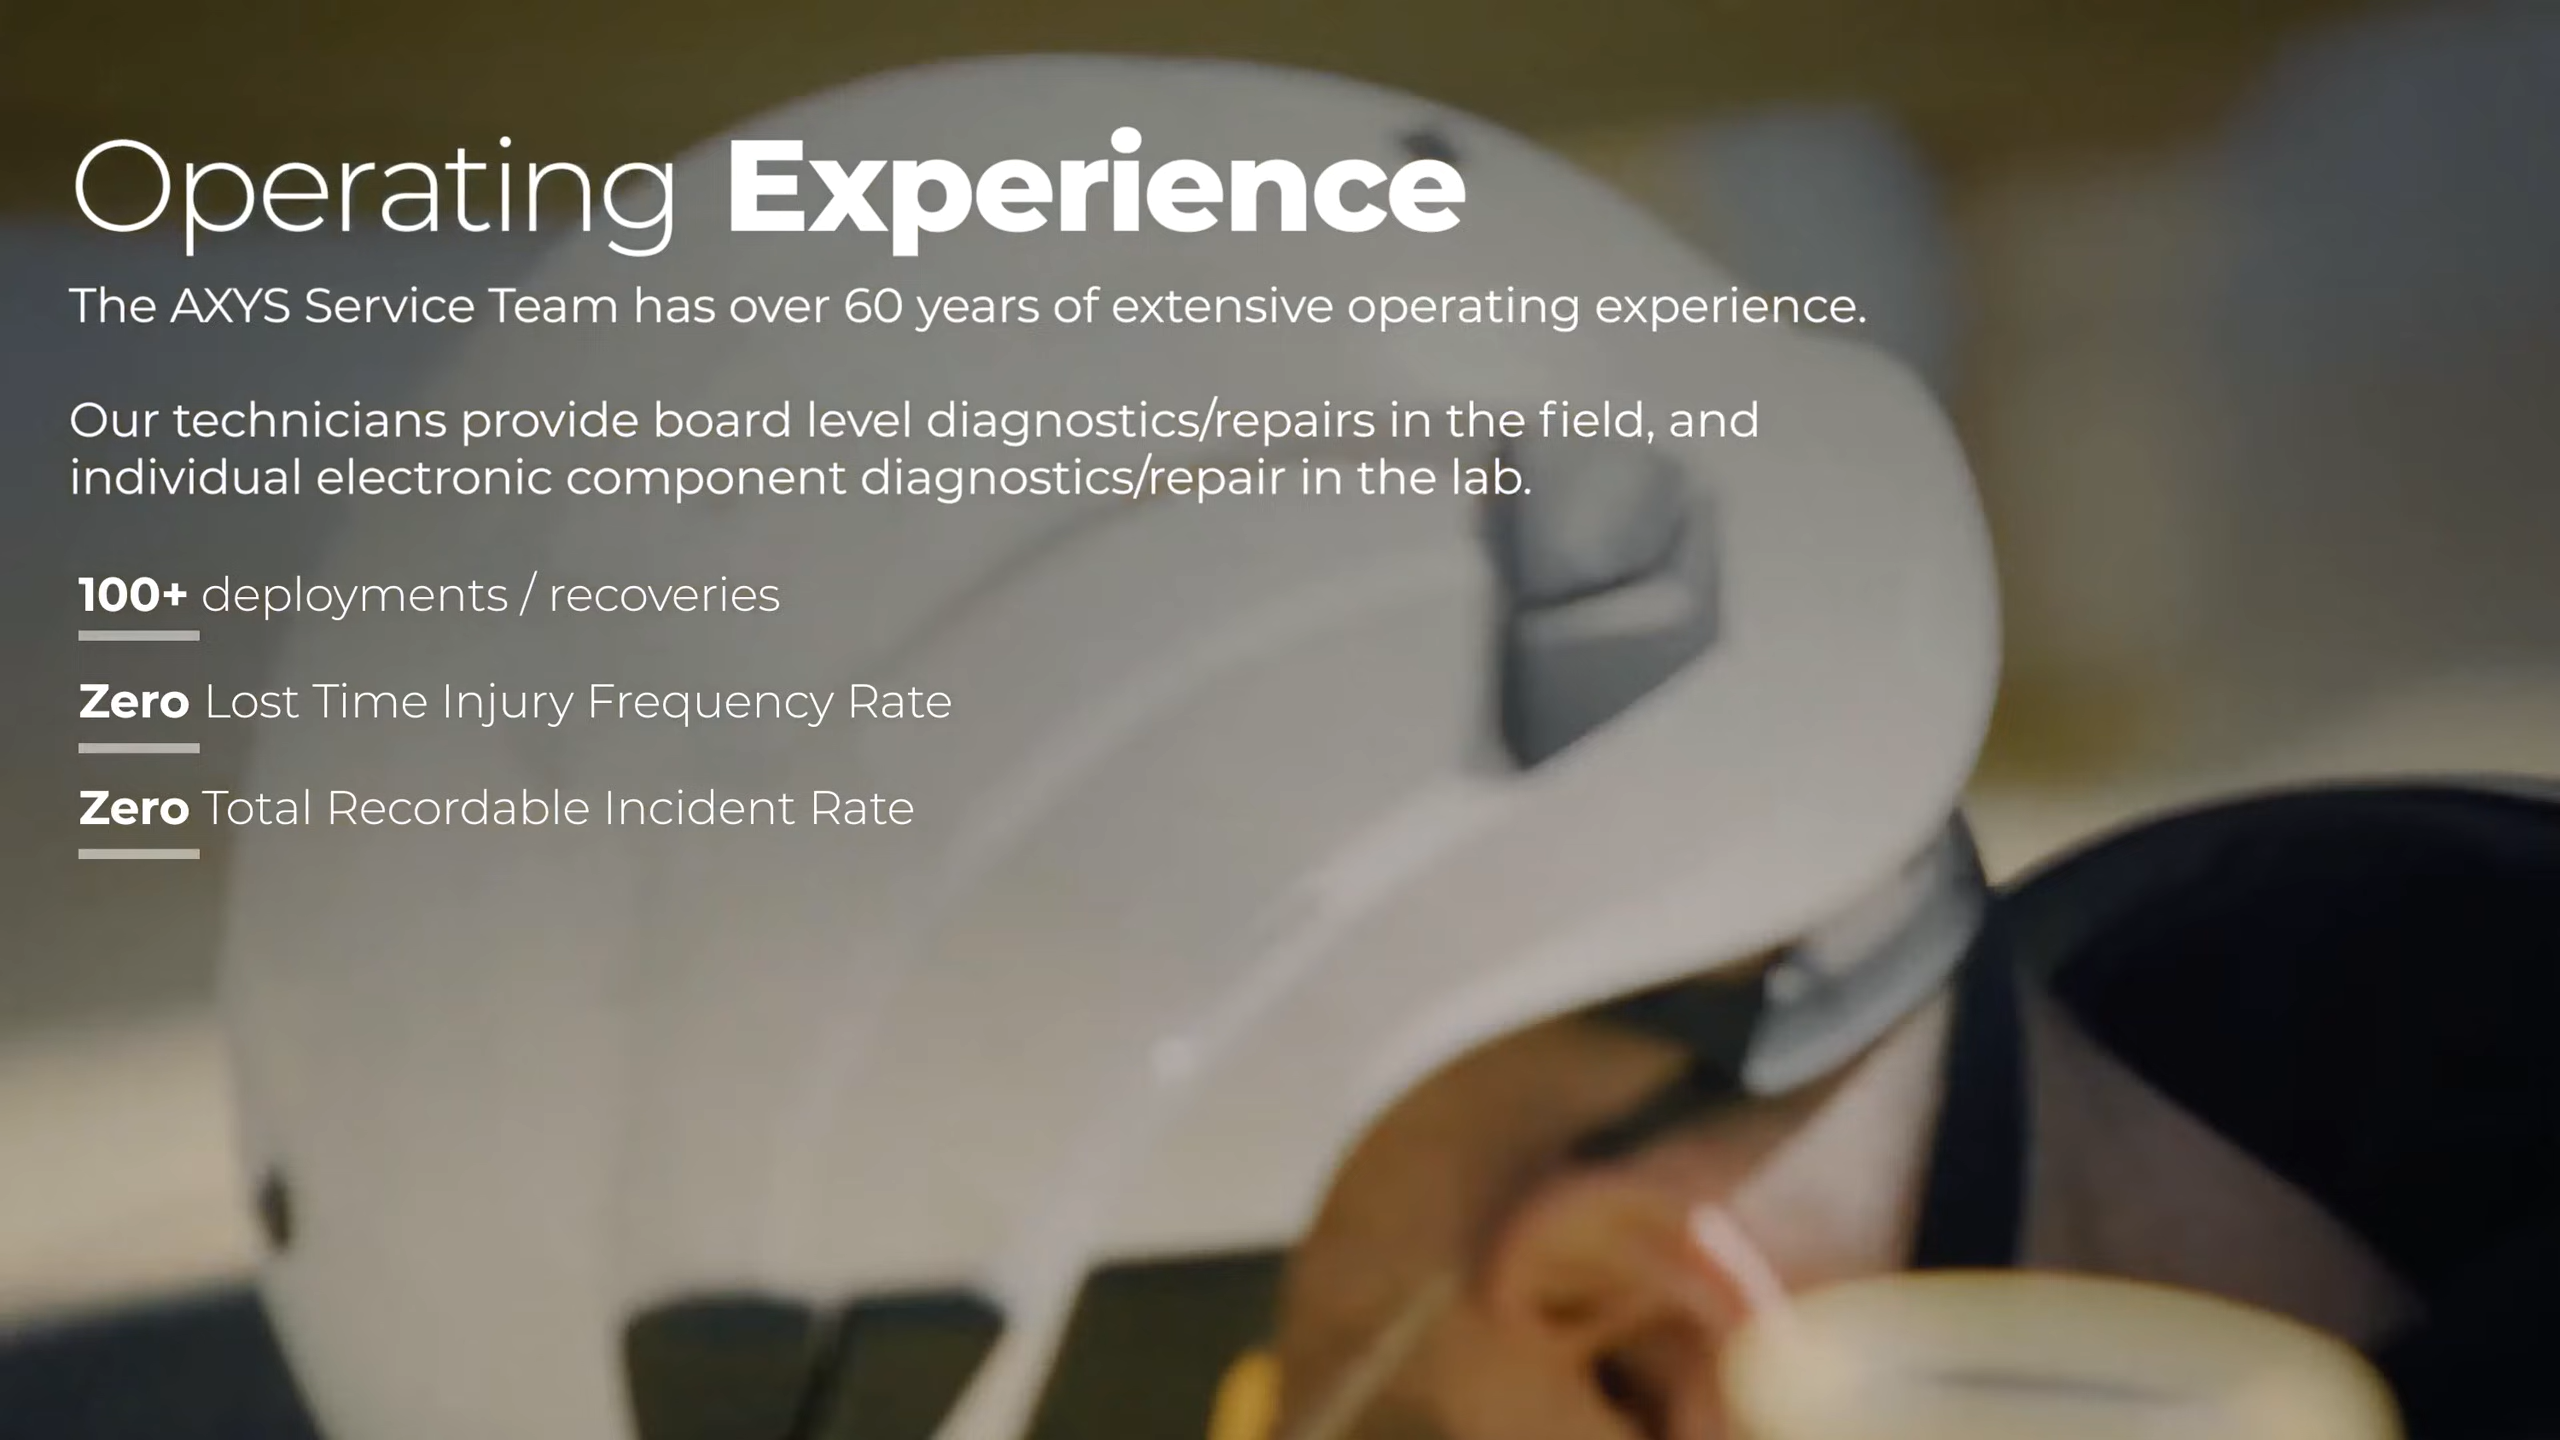 Operating Experience
The AXYS Service Team has over 60 years of extensive operating experience.
Our technicians provide board level diagnostics/repairs in the field, and
individual electronic component diagnostics/repair in the lab.
100+ deployments / recoveries
Zero Lost Time Injury Frequency Rate
Zero Total Recordable Incident Rate